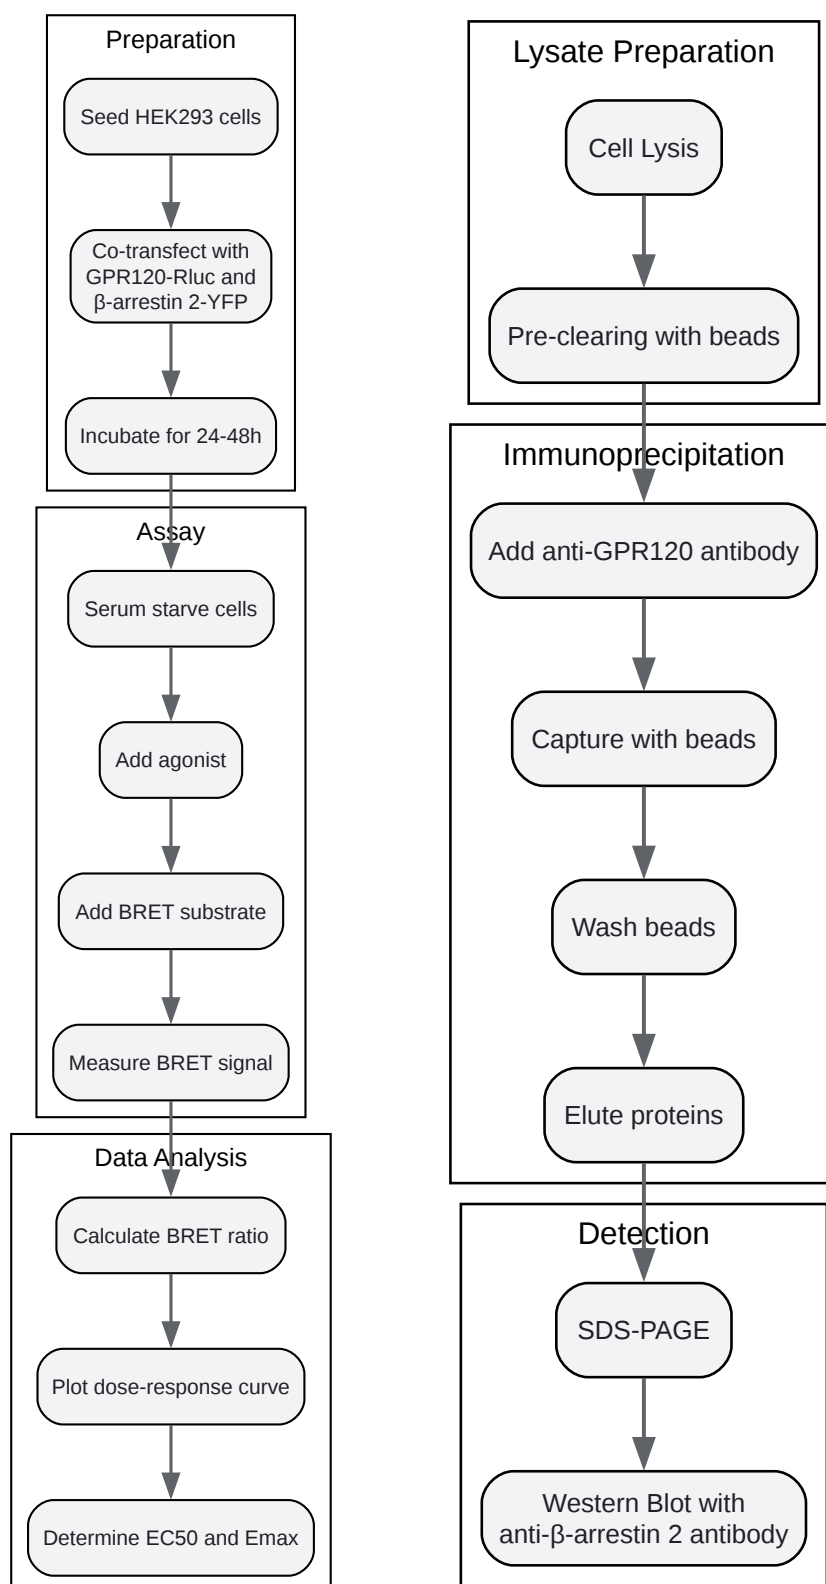 Preparation
Seed HEK293 cells
Co-transfect with
GPR120-Rluc and
β-arrestin 2-YFP
Incubate for 24-48h
Assay
Serum starve cells
Add agonist
Add BRET substrate
Measure BRET signal
Data Analysis
Calculate BRET ratio
Plot dose-response curve
Determine EC50 and Emax
Lysate Preparation
Cell Lysis
Pre-clearing with beads
Immunoprecipitation
Add anti-GPR120 antibody
Capture with beads
Wash beads
Elute proteins
Detection
SDS-PAGE
Western Blot with
anti-β-arrestin 2 antibody